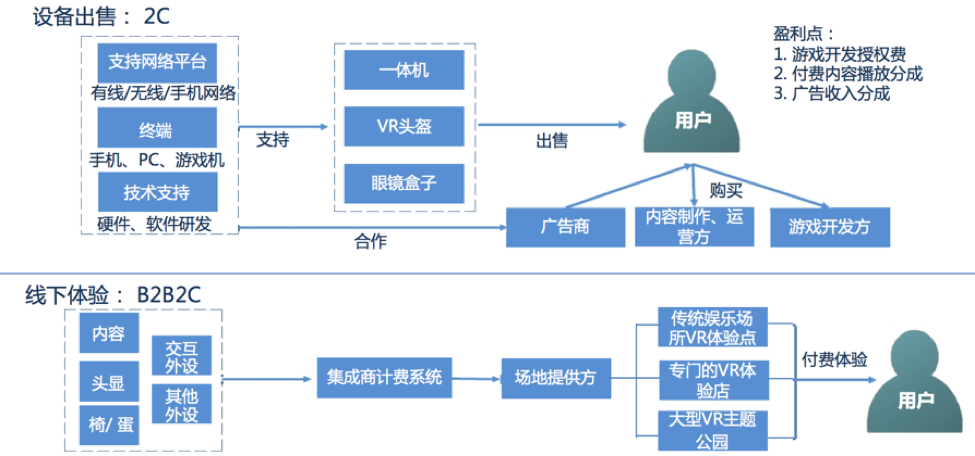 设备出售： 2C
支持网络平台
有线/无线/手机网络
终端
手机、PC、游戏机
技术支持
硬件、软件研发
支持
一体机
VR头盔
眼镜盒子
出售
用户
盈利点：
1. 游戏开发授权费
2. 付费内容播放分成
3. 广告收入分成
购买
合作
广告商
内容制作、运
营方
游戏开发方
线下体验： B2B2C
内容
头显
椅/ 蛋
交互
外设
其他
外设
集成商计费系统
场地提供方
传统娱乐场
所VR体验点
专门的VR体
验店
大型VR主题
公园
付费体验
用户